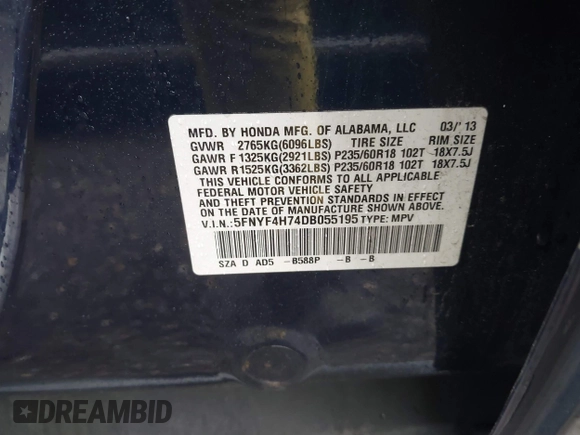 MFD. BY HONDA MFG. OF ALABAMA, LLC 03/'13
GVWR 2765KG(6096LBS) TIRE SIZE RIM SIZE
GAWR F 1325KG(2921LBS) P235/60R18 102T 18X7.5J
GAWR R1525KG(3362LBS) P235/60R18 102T 18X7.5J
THIS VEHICLE CONFORMS TO ALL APPLICABLE
FEDERAL MOTOR VEHICLE SAFETY
AND THEFT PREVENTION STANDARDS IN EFFECT
ON THE DATE OF MANUFACTURE SHOWN ABOVE.
V.I.N.:5FNYF4H74DB055195 TYPE: MPV
SZA D AD5 -B588P -B -B
DREAMBID